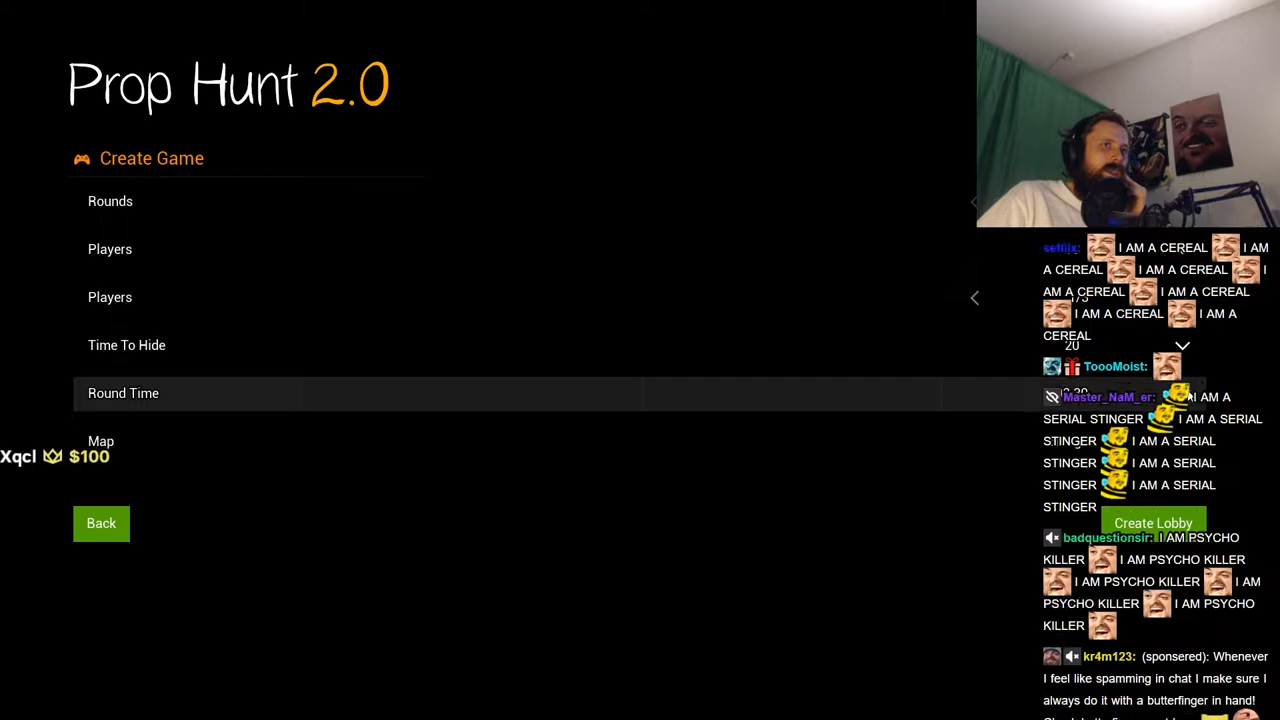 Prop Hunt 2.0
Create Game
Rounds
Players
Players
Time To Hide
20
Round Time
Map
Xqcl $100
Back
Create Lobby
setilix: I AM A CEREAL I AM
A CEREAL I AM A CEREAL I
AM A CEREAL I AM A CEREAL
I AM A CEREAL I AM A
CEREAL
ToooMoist:
Master_NaM_er: I AM A
SERIAL STINGER I AM A SERIAL
STINGER I AM A SERIAL
STINGER I AM A SERIAL
STINGER I AM A SERIAL
STINGER
badquestionsir: I AM PSYCHO
KILLER I AM PSYCHO KILLER
I AM PSYCHO KILLER I AM
PSYCHO KILLER I AM PSYCHO
KILLER
kr4m123: (sponsered): Whenever
I feel like spamming in chat I make sure I
always do it with a butterfinger in hand!